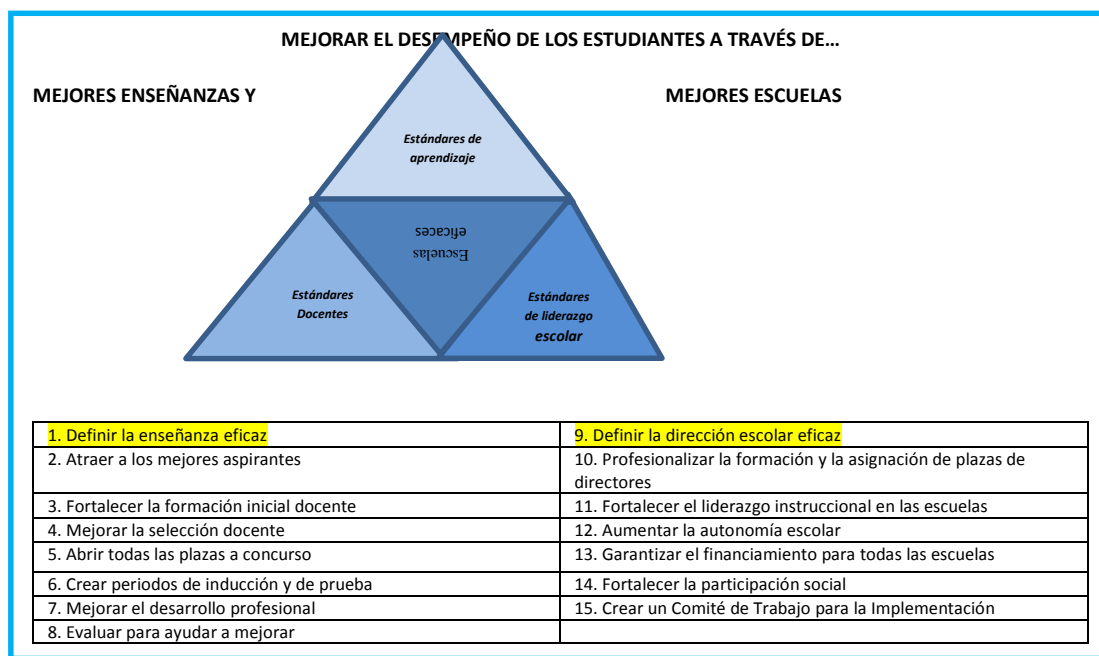 MEJORAR EL DESEMPEÑO DE LOS ESTUDIANTES A TRAVÉS DE…
MEJORES ENSEÑANZAS Y
MEJORES ESCUELAS
Estándares de
aprendizaje
Escuelas
eficaces
Estándares
Docentes
Estándares
de liderazgo
escolar
1. Definir la enseñanza eficaz
9. Definir la dirección escolar eficaz
2. Atraer a los mejores aspirantes
10. Profesionalizar la formación y la asignación de plazas de
directores
3. Fortalecer la formación inicial docente
11. Fortalecer el liderazgo instruccional en las escuelas
4. Mejorar la selección docente
12. Aumentar la autonomía escolar
5. Abrir todas las plazas a concurso
13. Garantizar el financiamiento para todas las escuelas
6. Crear periodos de inducción y de prueba
14. Fortalecer la participación social
7. Mejorar el desarrollo profesional
15. Crear un Comité de Trabajo para la Implementación
8. Evaluar para ayudar a mejorar